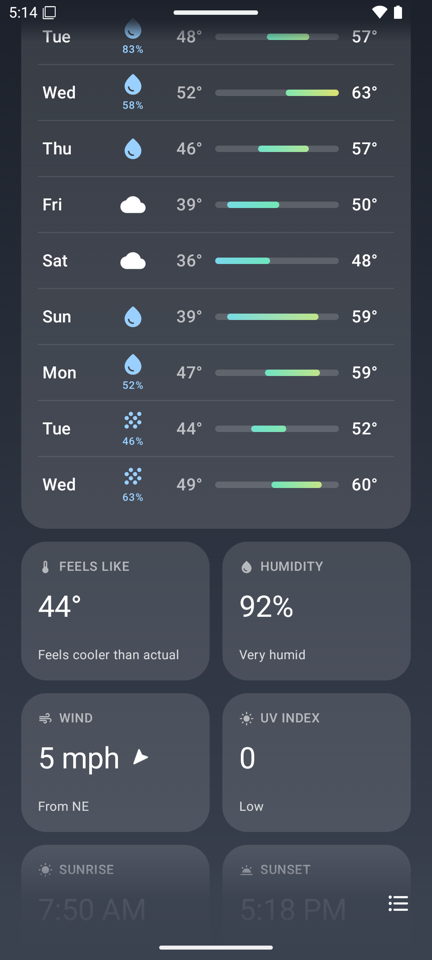 5:14
Tue 83% 48° 57°
Wed 58% 52° 63°
Thu 46° 57°
Fri 39° 50°
Sat 36° 48°
Sun 39° 59°
Mon 52% 47° 59°
Tue 46% 44° 52°
Wed 63% 49° 60°
FEELS LIKE
44°
Feels cooler than actual
HUMIDITY
92%
Very humid
WIND
5 mph
From NE
UV INDEX
0
Low
SUNRISE
7:50 AM
SUNSET
5:18 PM